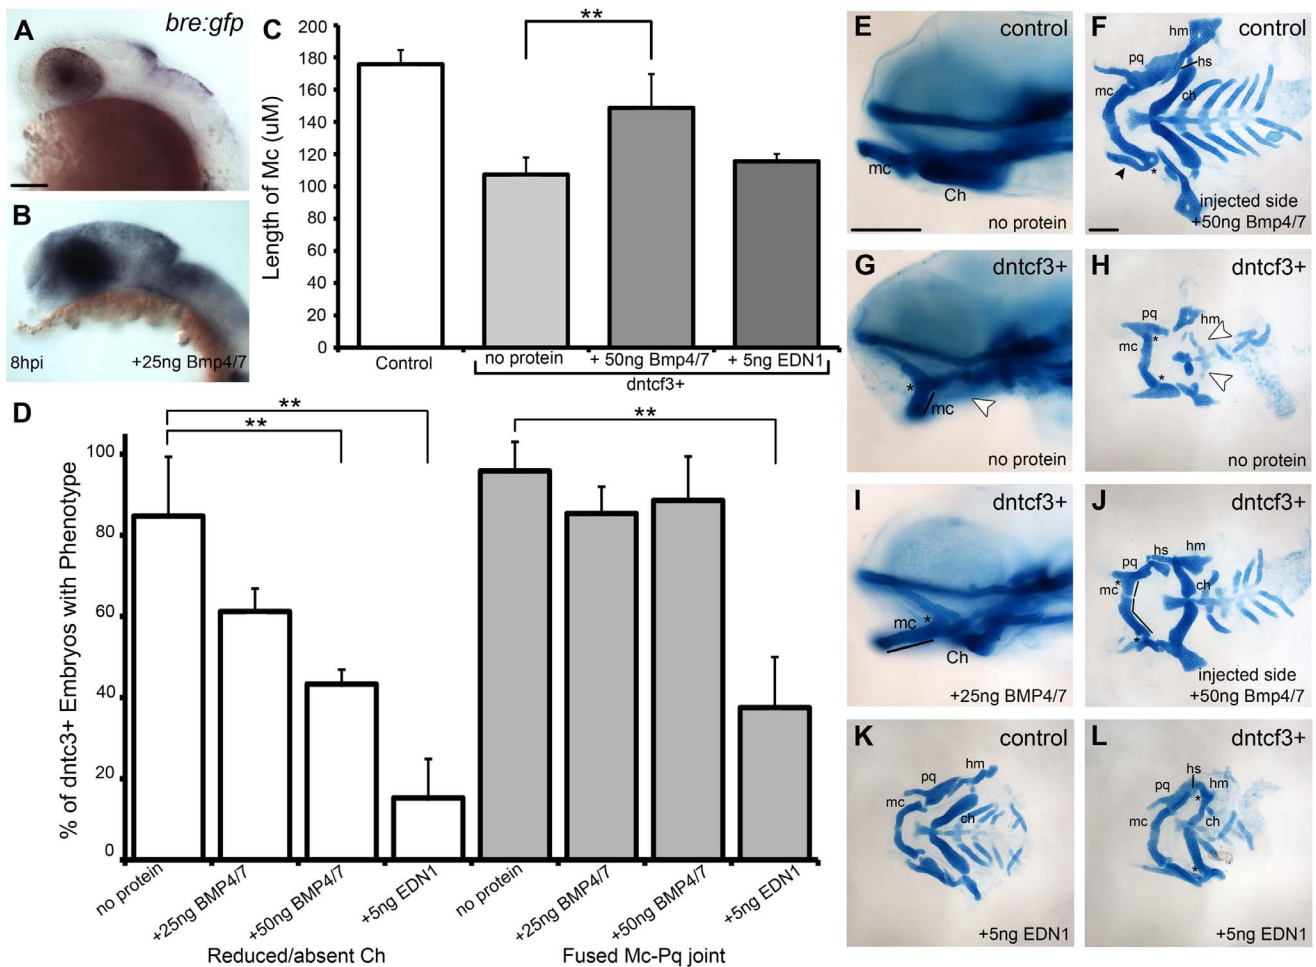 A
bre:gfp
B
8hpi
+25ng Bmp4/7
C
**
Length of Mc (uM)
200
180
160
140
120
100
80
60
40
20
0
Control
no protein
+ 50ng Bmp4/7
+ 5ng EDN1
dntcf3+
D
**
**
**
% of dntc3+ Embryos with Phenotype
100
80
60
40
20
0
no protein
+25ng BMP4/7
+50ng BMP4/7
+5ng EDN1
no protein
+25ng BMP4/7
+50ng BMP4/7
+5ng EDN1
Reduced/absent Ch
Fused Mc-Pq joint
E
control
mc
Ch
no protein
F
control
hm
pq
hs
mc
ch
*
injected side
+50ng Bmp4/7
G
dntcf3+
*
mc
no protein
H
dntcf3+
pq
hm
mc
*
*
no protein
I
dntcf3+
mc
*
Ch
+25ng BMP4/7
J
dntcf3+
hs
hm
pq
*
mc
ch
*
injected side
+50ng Bmp4/7
K
control
hm
pq
mc
ch
+5ng EDN1
L
dntcf3+
hs
hm
pq
*
mc
ch
*
+5ng EDN1